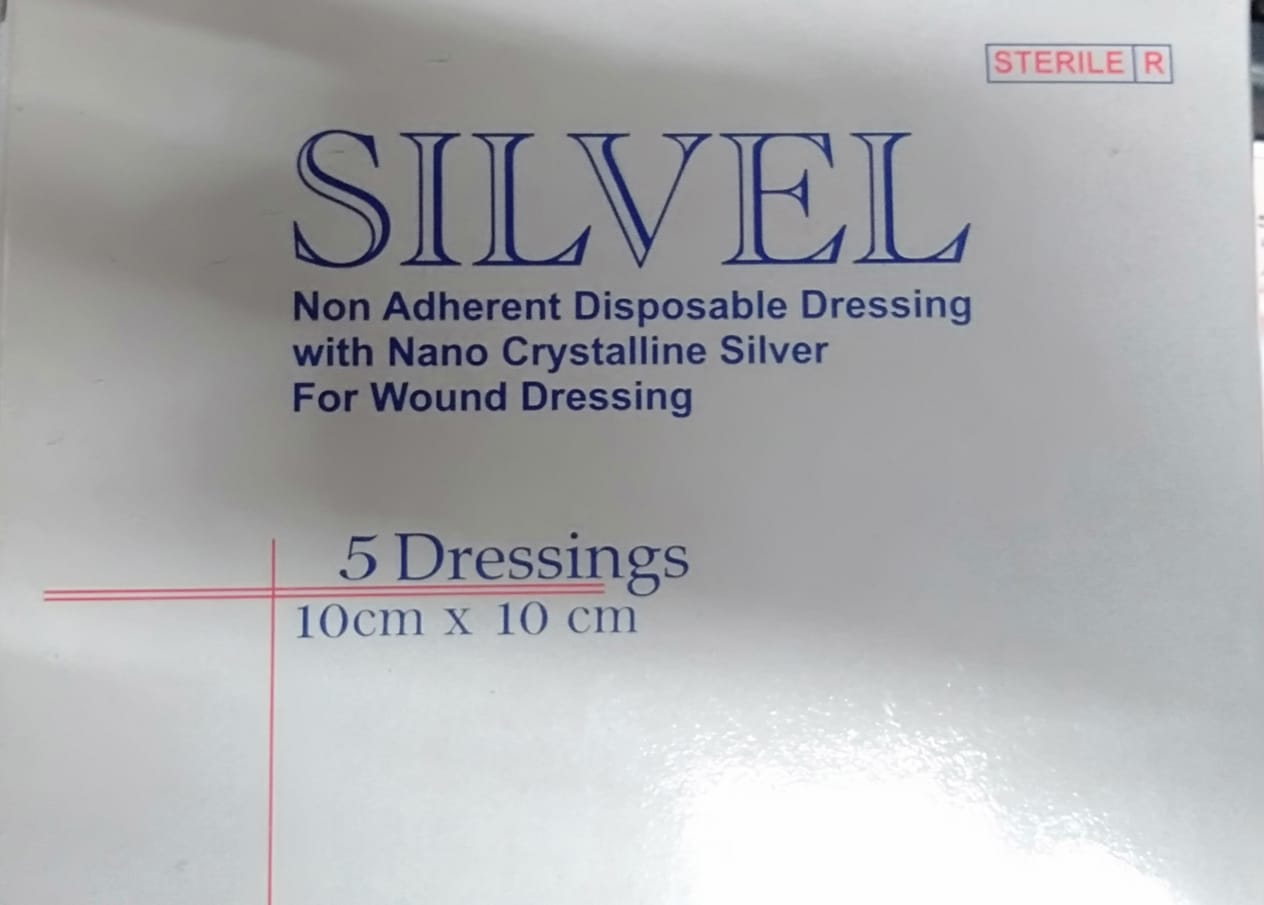 STERILE R
SILVEL
Non Adherent Disposable Dressing
with Nano Crystalline Silver
For Wound Dressing
5 Dressings
10cm x 10 cm